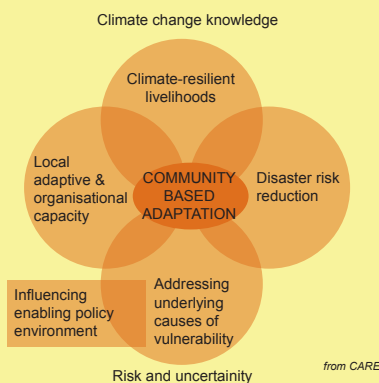 Climate change knowledge
Climate-resilient
livelihoods
Local
adaptive &
organisational
capacity
COMMUNITY
BASED
ADAPTATION
Disaster risk
reduction
Influencing
enabling policy
environment
Addressing
underlying
causes of
vulnerability
from CARE
Risk and uncertainity